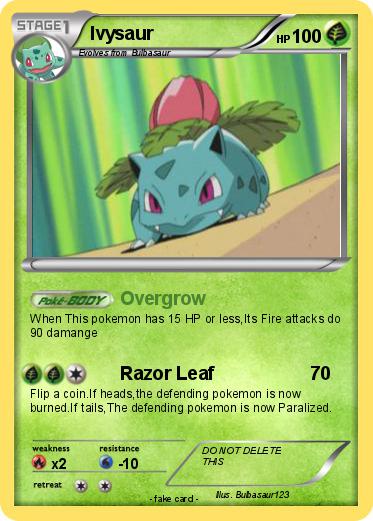 STAGE1
Ivysaur
HP 100
Evolves from Bulbasaur
Poké-BODY Overgrow
When This pokemon has 15 HP or less,Its Fire attacks do
90 damange
Razor Leaf 70
Flip a coin.If heads,the defending pokemon is now
burned.If tails,The defending pokemon is now Paralized.
weakness resistance
x2 -10
retreat
DO NOT DELETE
THIS
- fake card -
Illus. Bulbasaur123